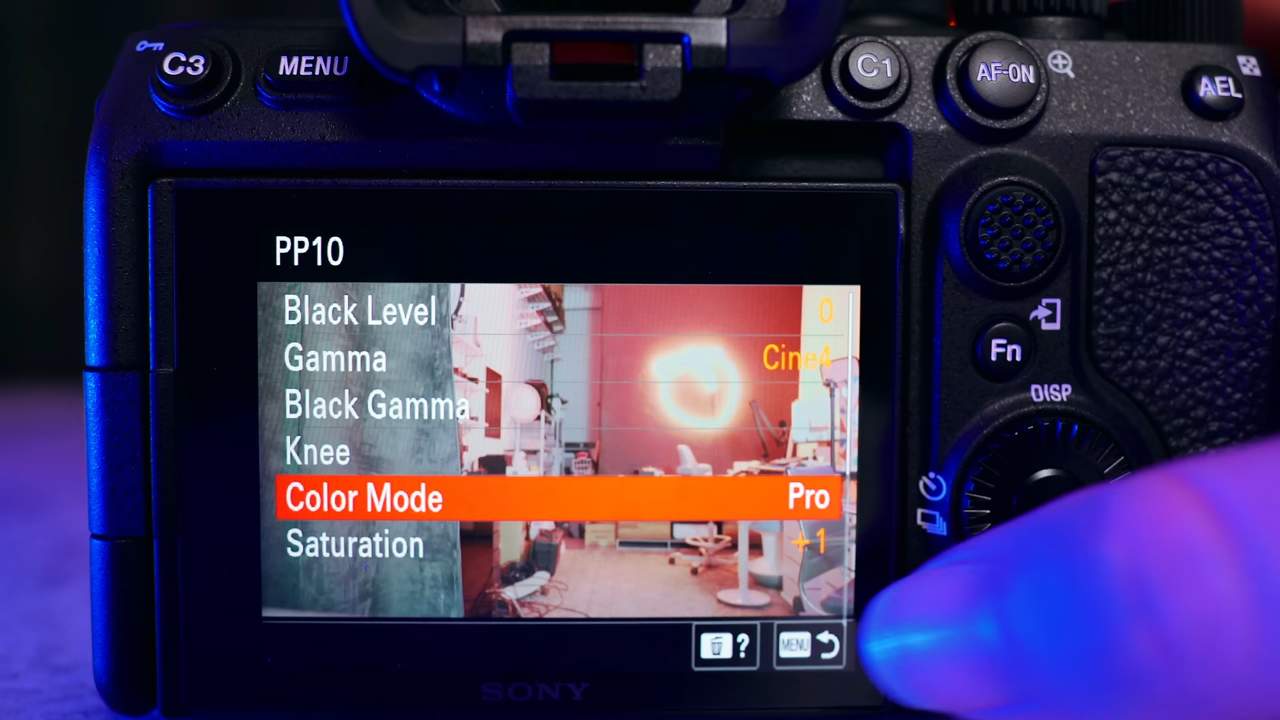 C3
MENU
C1
AF-ON
AEL
PP10
Black Level 0
Gamma Cine4
Black Gamma
Knee
Color Mode Pro
Saturation +1
Fn
DISP
?
MENU
SONY